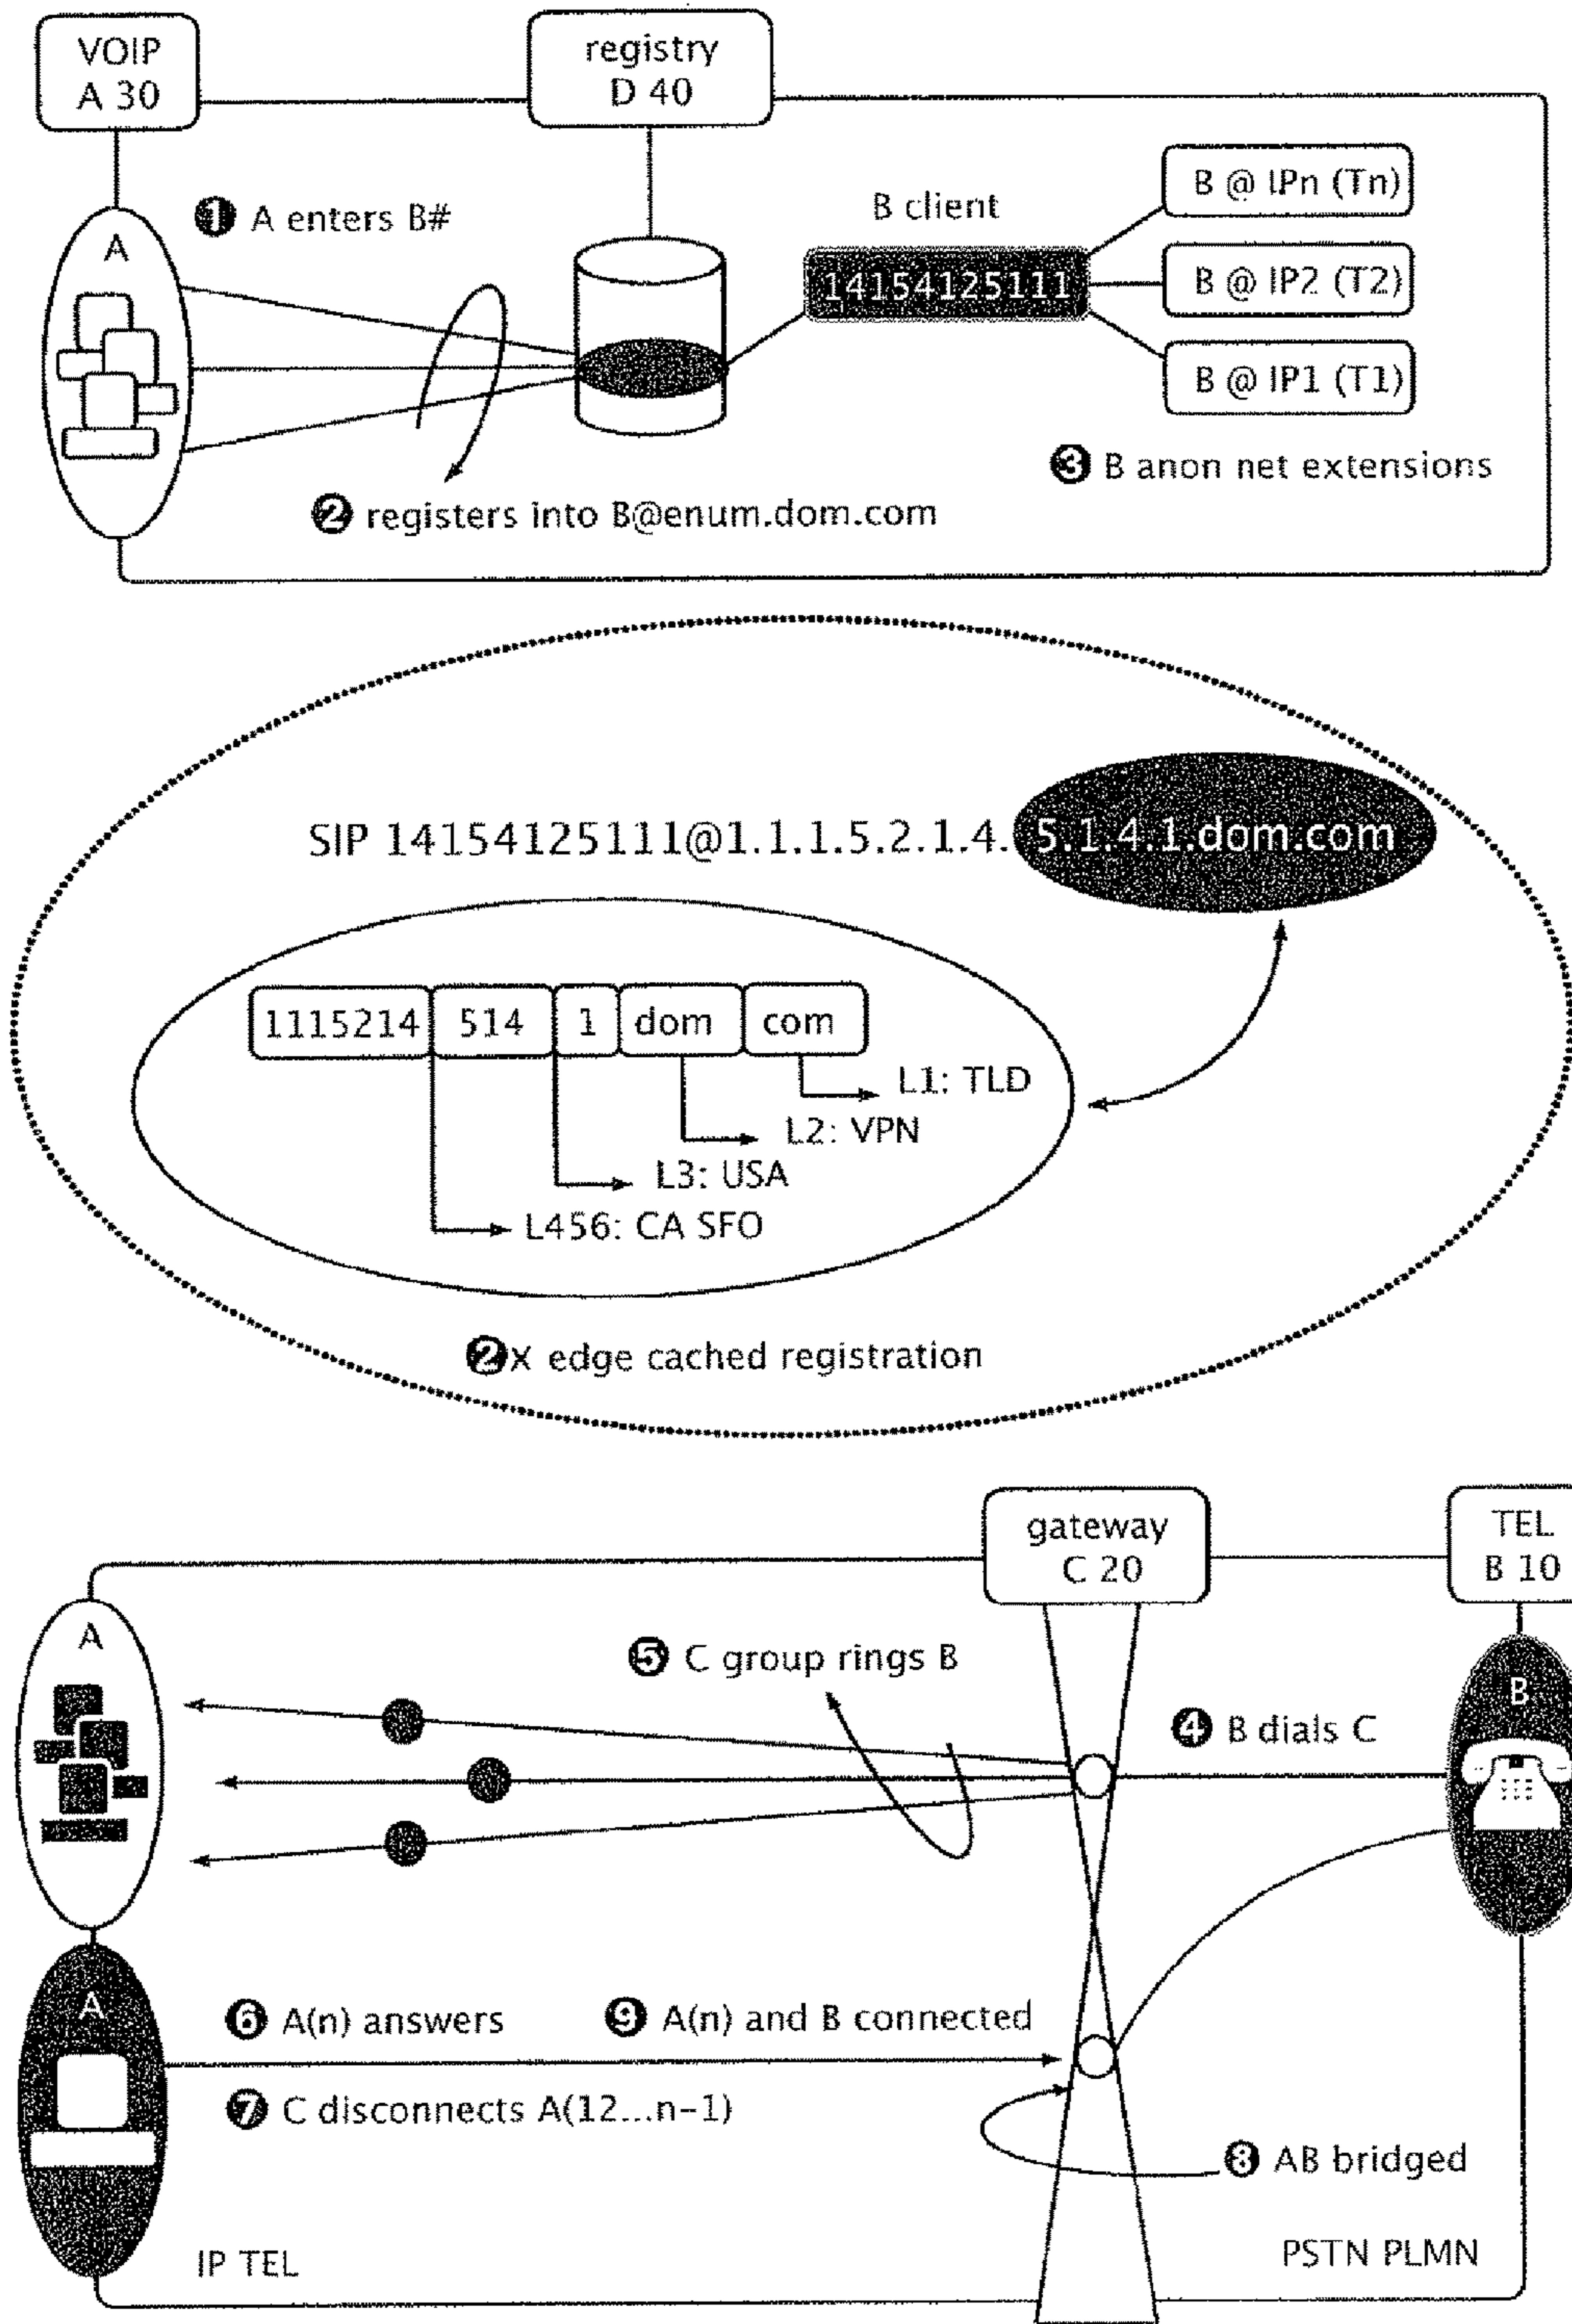 VOIP
A 30
registry
D 40
❶ A enters B#
A
B client
14154125111
B @ IPn (Tn)
B @ IP2 (T2)
B @ IP1 (T1)
❸ B anon net extensions
❷ registers into B@enum.dom.com
SIP 14154125111@1.1.1.5.2.1.4.5.1.4.1.dom.com
1115214 514 1 dom com
L1: TLD
L2: VPN
L3: USA
L456: CA SFO
❷X edge cached registration
gateway
C 20
TEL
B 10
A
❺ C group rings B
B
❹ B dials C
A
❻ A(n) answers
❾ A(n) and B connected
❼ C disconnects A(12...n-1)
❽ AB bridged
IP TEL
PSTN PLMN